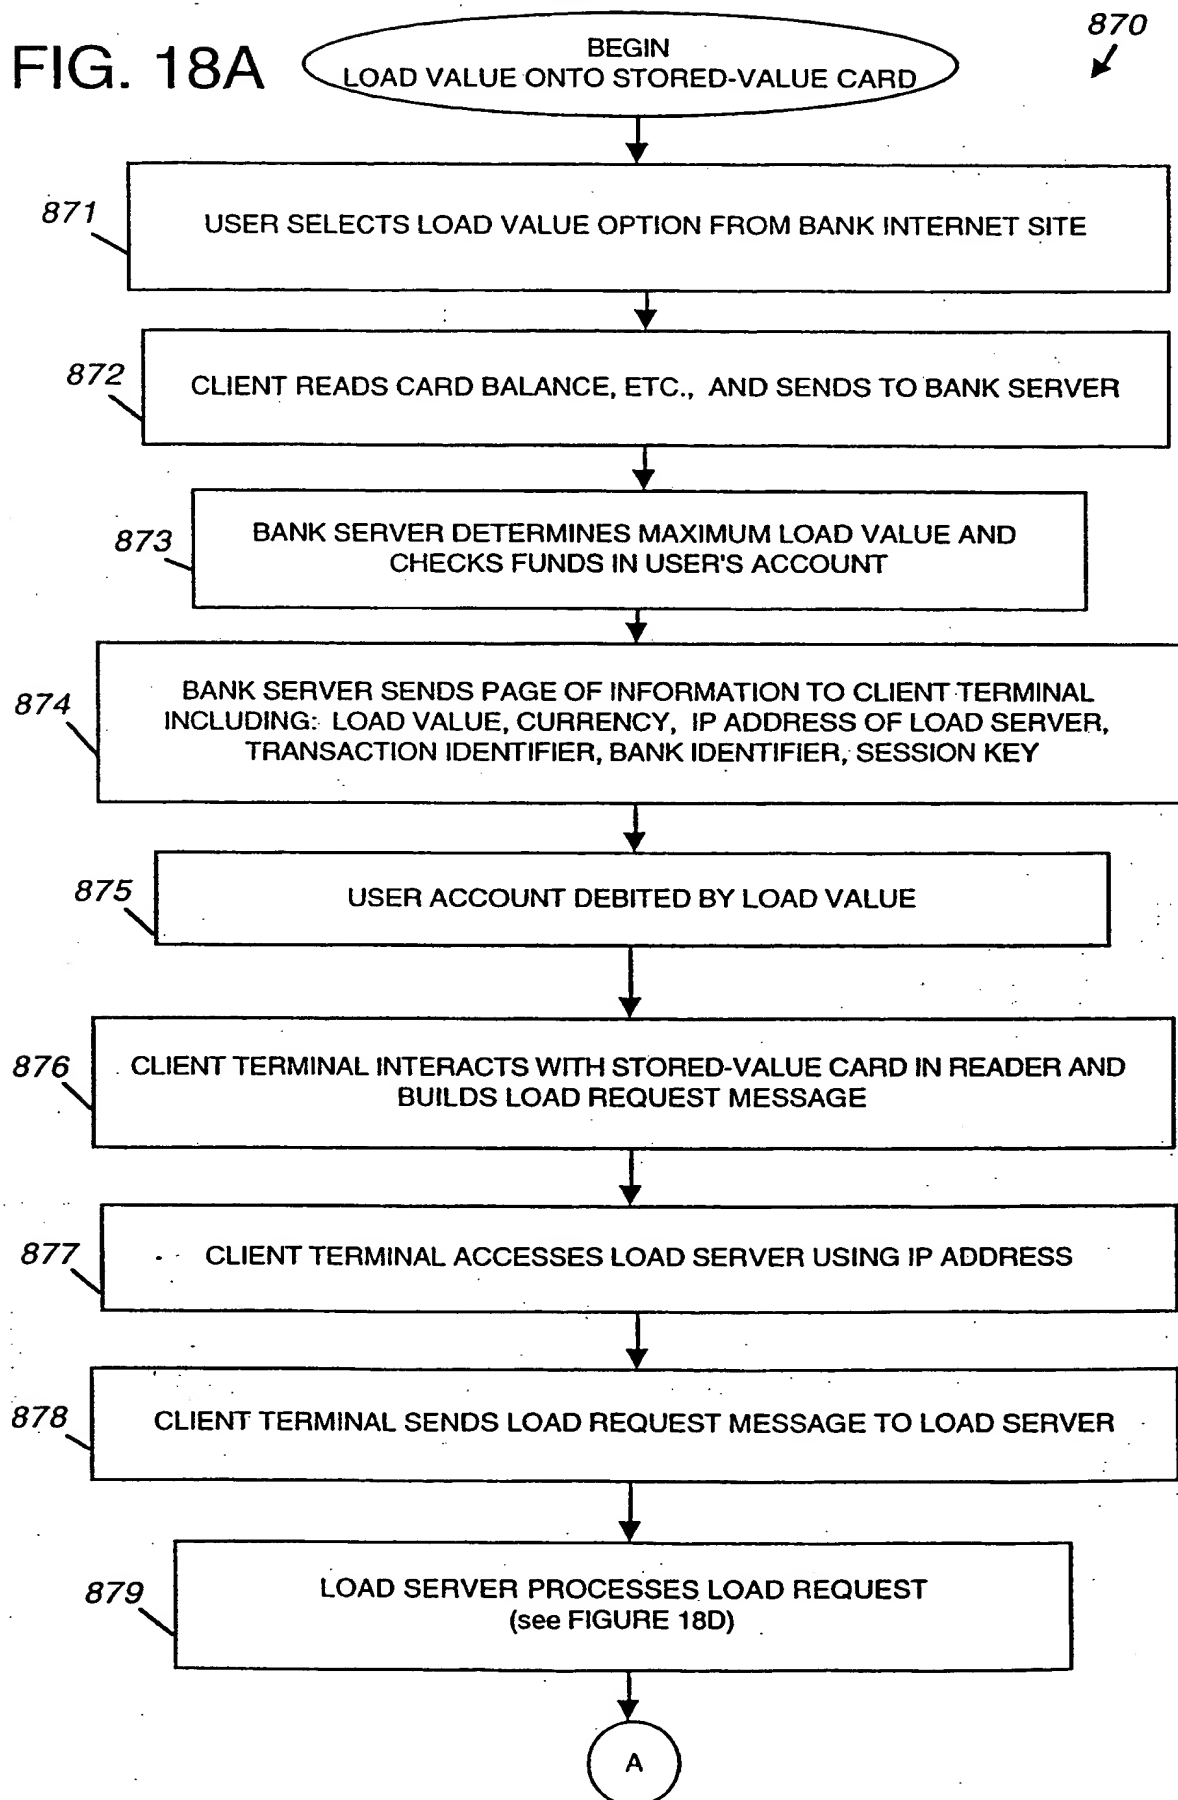 FIG. 18A
870
BEGIN
LOAD VALUE ONTO STORED-VALUE CARD
871
USER SELECTS LOAD VALUE OPTION FROM BANK INTERNET SITE
872
CLIENT READS CARD BALANCE, ETC., AND SENDS TO BANK SERVER
873
BANK SERVER DETERMINES MAXIMUM LOAD VALUE AND
CHECKS FUNDS IN USER'S ACCOUNT
874
BANK SERVER SENDS PAGE OF INFORMATION TO CLIENT TERMINAL
INCLUDING: LOAD VALUE, CURRENCY, IP ADDRESS OF LOAD SERVER,
TRANSACTION IDENTIFIER, BANK IDENTIFIER, SESSION KEY
875
USER ACCOUNT DEBITED BY LOAD VALUE
876
CLIENT TERMINAL INTERACTS WITH STORED-VALUE CARD IN READER AND
BUILDS LOAD REQUEST MESSAGE
877
CLIENT TERMINAL ACCESSES LOAD SERVER USING IP ADDRESS
878
CLIENT TERMINAL SENDS LOAD REQUEST MESSAGE TO LOAD SERVER
879
LOAD SERVER PROCESSES LOAD REQUEST
(see FIGURE 18D)
A